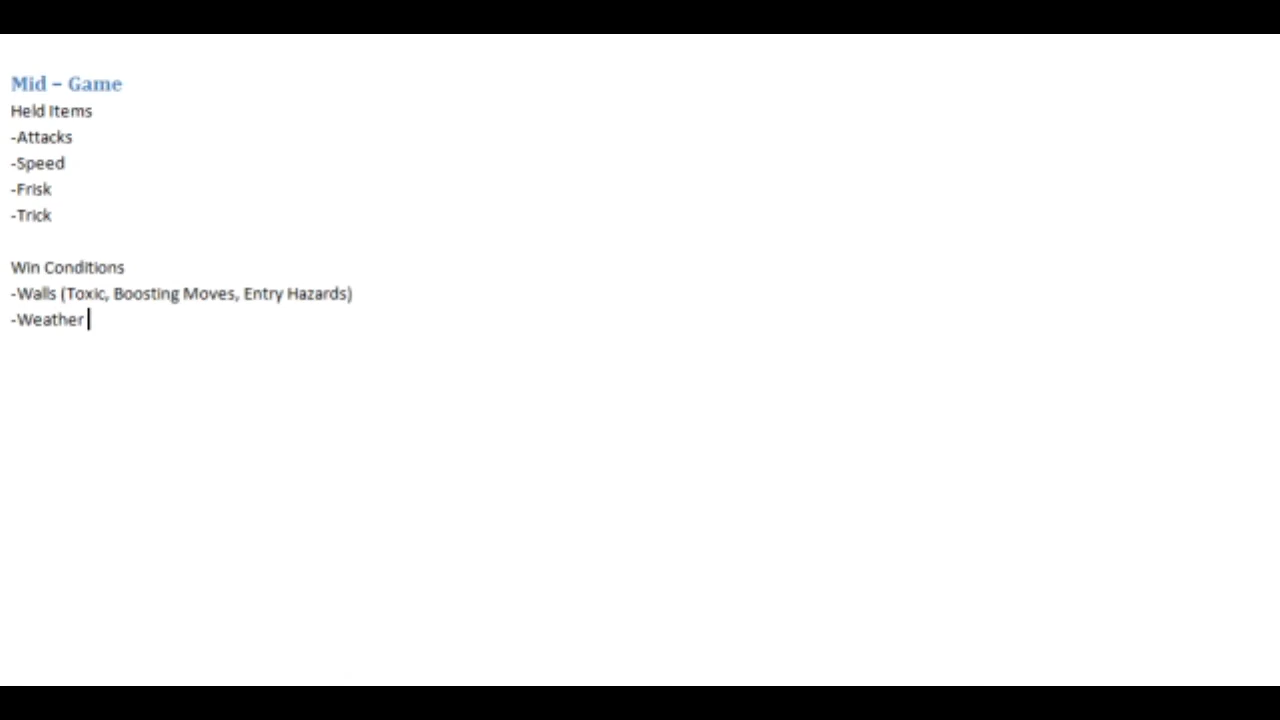 Mid – Game
Held Items
-Attacks
-Speed
-Frisk
-Trick
Win Conditions
-Walls (Toxic, Boosting Moves, Entry Hazards)
-Weather